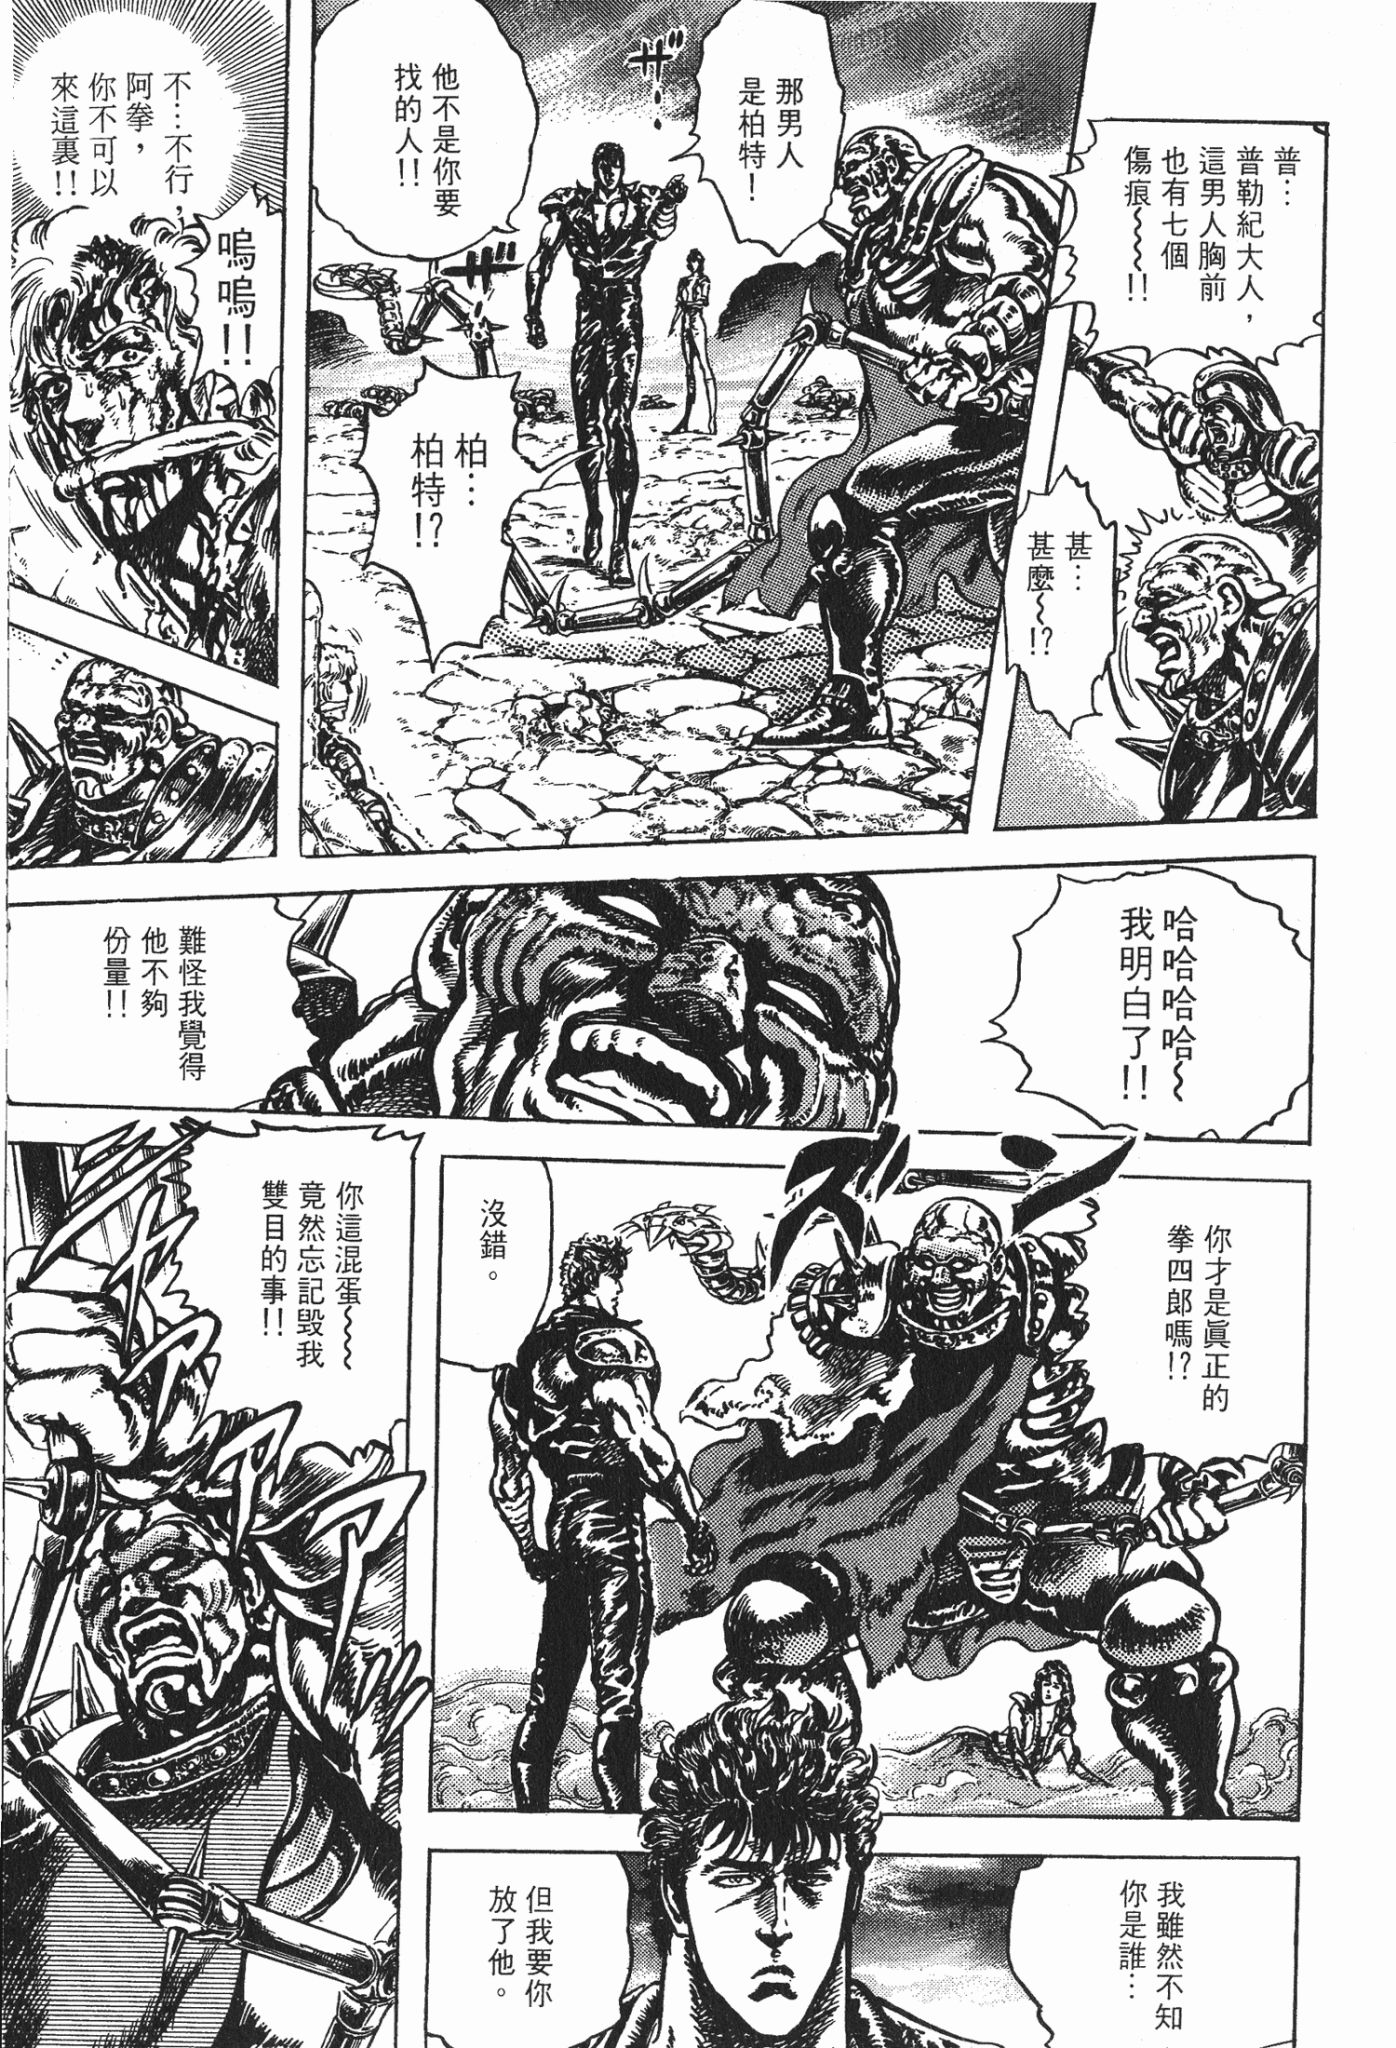 普…
普勒紀大人，
這男人胸前
也有七個
傷痕～～!!
甚…
甚麼～!?
那男人
是柏特！
ザ
他不是你要
找的人!!
ザ
柏…
柏特!?
不…不行，
阿拳，
你不可以
來這裏!!
嗚嗚!!
哈哈哈哈～
我明白了!!
難怪我覺得
他不夠
份量!!
你才是眞正的
拳四郎嗎!?
ズン
沒錯。
我雖然不知
你是誰…
但我要你
放了他。
你這混蛋～～
竟然忘記毀我
雙目的事!!